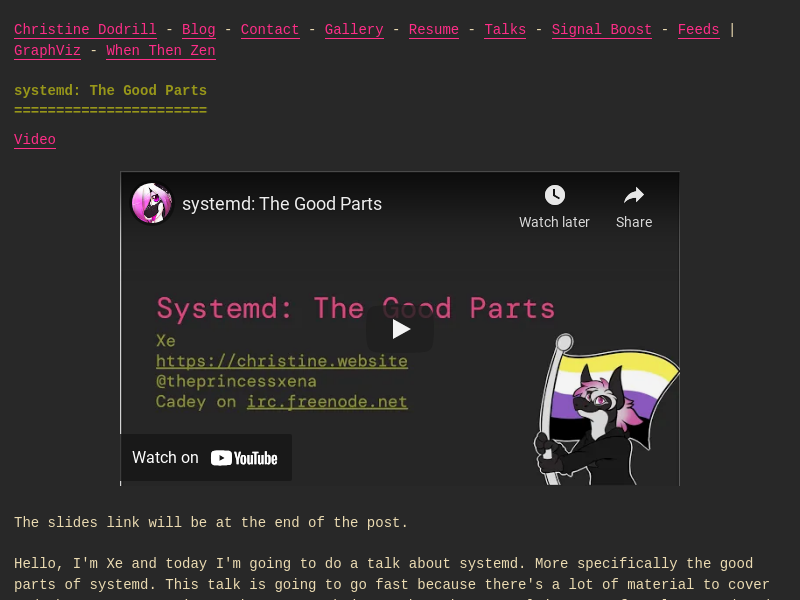 Christine Dodrill - Blog - Contact - Gallery - Resume - Talks - Signal Boost - Feeds |
GraphViz - When Then Zen
systemd: The Good Parts
=======================
Video
systemd: The Good Parts
Watch later
Share
Systemd: The Good Parts
Xe
https://christine.website
@theprincessxena
Cadey on irc.freenode.net
Watch on YouTube
The slides link will be at the end of the post.
Hello, I'm Xe and today I'm going to do a talk about systemd. More specifically the good
parts of systemd. This talk is going to go fast because there's a lot of material to cover